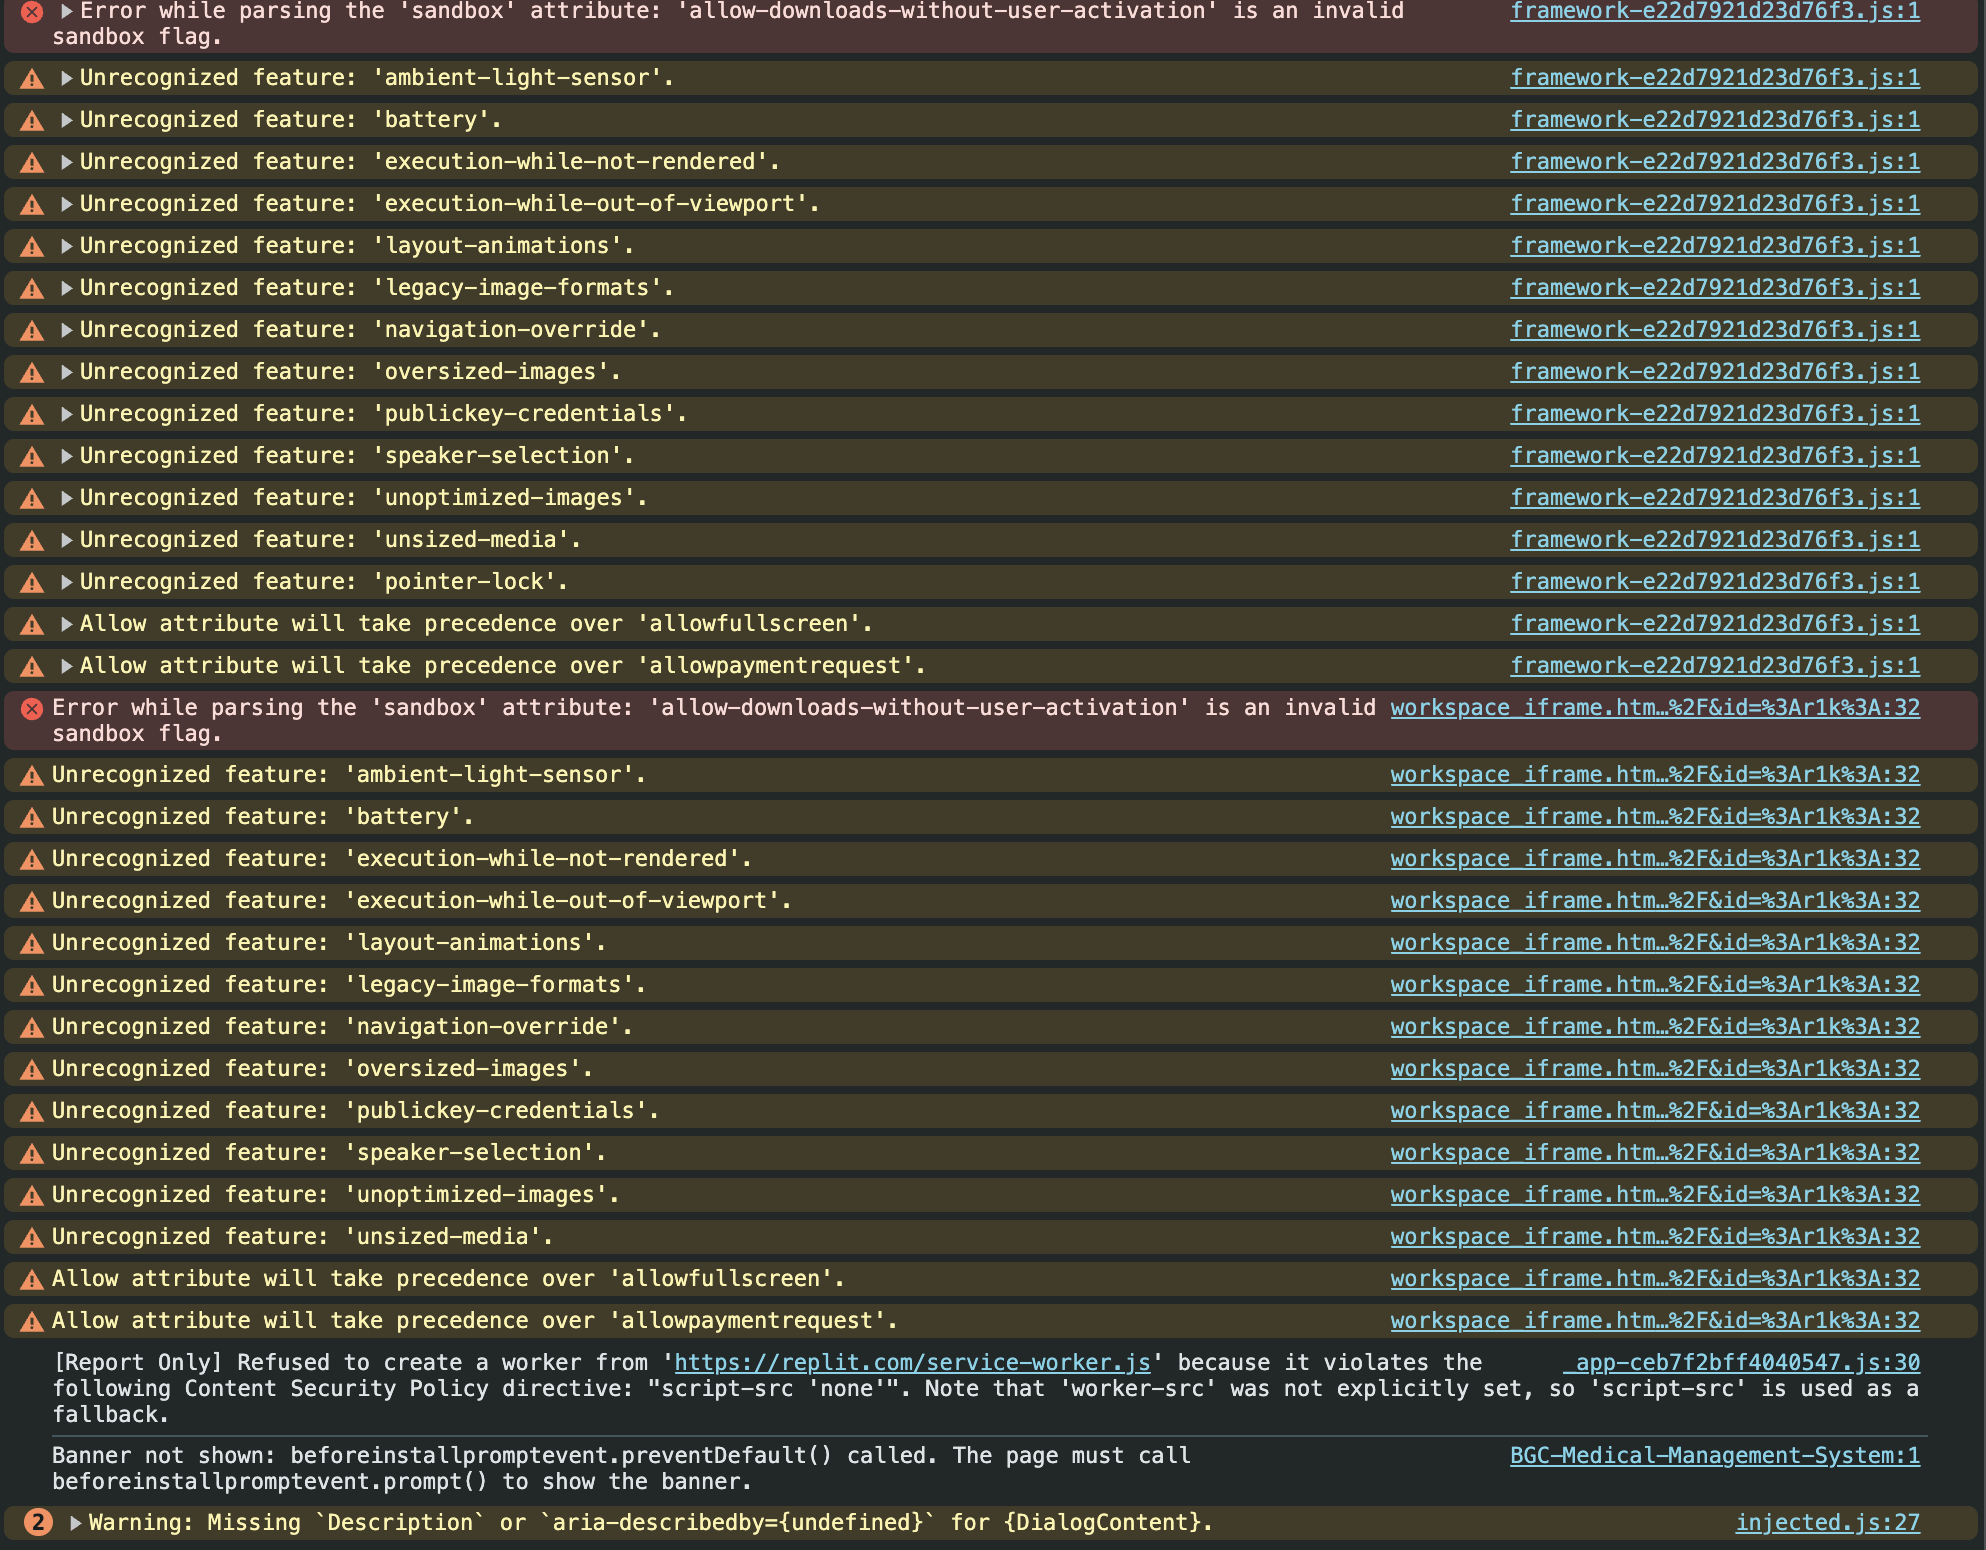 Error while parsing the 'sandbox' attribute: 'allow-downloads-without-user-activation' is an invalid framework-e22d7921d23d76f3.js:1
sandbox flag.
Unrecognized feature: 'ambient-light-sensor'. framework-e22d7921d23d76f3.js:1
Unrecognized feature: 'battery'. framework-e22d7921d23d76f3.js:1
Unrecognized feature: 'execution-while-not-rendered'. framework-e22d7921d23d76f3.js:1
Unrecognized feature: 'execution-while-out-of-viewport'. framework-e22d7921d23d76f3.js:1
Unrecognized feature: 'layout-animations'. framework-e22d7921d23d76f3.js:1
Unrecognized feature: 'legacy-image-formats'. framework-e22d7921d23d76f3.js:1
Unrecognized feature: 'navigation-override'. framework-e22d7921d23d76f3.js:1
Unrecognized feature: 'oversized-images'. framework-e22d7921d23d76f3.js:1
Unrecognized feature: 'publickey-credentials'. framework-e22d7921d23d76f3.js:1
Unrecognized feature: 'speaker-selection'. framework-e22d7921d23d76f3.js:1
Unrecognized feature: 'unoptimized-images'. framework-e22d7921d23d76f3.js:1
Unrecognized feature: 'unsized-media'. framework-e22d7921d23d76f3.js:1
Unrecognized feature: 'pointer-lock'. framework-e22d7921d23d76f3.js:1
Allow attribute will take precedence over 'allowfullscreen'. framework-e22d7921d23d76f3.js:1
Allow attribute will take precedence over 'allowpaymentrequest'. framework-e22d7921d23d76f3.js:1
Error while parsing the 'sandbox' attribute: 'allow-downloads-without-user-activation' is an invalid workspace_iframe.htm…%2F&id=%3Ar1k%3A:32
sandbox flag.
Unrecognized feature: 'ambient-light-sensor'. workspace_iframe.htm…%2F&id=%3Ar1k%3A:32
Unrecognized feature: 'battery'. workspace_iframe.htm…%2F&id=%3Ar1k%3A:32
Unrecognized feature: 'execution-while-not-rendered'. workspace_iframe.htm…%2F&id=%3Ar1k%3A:32
Unrecognized feature: 'execution-while-out-of-viewport'. workspace_iframe.htm…%2F&id=%3Ar1k%3A:32
Unrecognized feature: 'layout-animations'. workspace_iframe.htm…%2F&id=%3Ar1k%3A:32
Unrecognized feature: 'legacy-image-formats'. workspace_iframe.htm…%2F&id=%3Ar1k%3A:32
Unrecognized feature: 'navigation-override'. workspace_iframe.htm…%2F&id=%3Ar1k%3A:32
Unrecognized feature: 'oversized-images'. workspace_iframe.htm…%2F&id=%3Ar1k%3A:32
Unrecognized feature: 'publickey-credentials'. workspace_iframe.htm…%2F&id=%3Ar1k%3A:32
Unrecognized feature: 'speaker-selection'. workspace_iframe.htm…%2F&id=%3Ar1k%3A:32
Unrecognized feature: 'unoptimized-images'. workspace_iframe.htm…%2F&id=%3Ar1k%3A:32
Unrecognized feature: 'unsized-media'. workspace_iframe.htm…%2F&id=%3Ar1k%3A:32
Allow attribute will take precedence over 'allowfullscreen'. workspace_iframe.htm…%2F&id=%3Ar1k%3A:32
Allow attribute will take precedence over 'allowpaymentrequest'. workspace_iframe.htm…%2F&id=%3Ar1k%3A:32
[Report Only] Refused to create a worker from 'https://replit.com/service-worker.js' because it violates the _app-ceb7f2bff4040547.js:30
following Content Security Policy directive: "script-src 'none'". Note that 'worker-src' was not explicitly set, so 'script-src' is used as a
fallback.
Banner not shown: beforeinstallpromptevent.preventDefault() called. The page must call BGC-Medical-Management-System:1
beforeinstallpromptevent.prompt() to show the banner.
2 Warning: Missing `Description` or `aria-describedby={undefined}` for {DialogContent}. injected.js:27